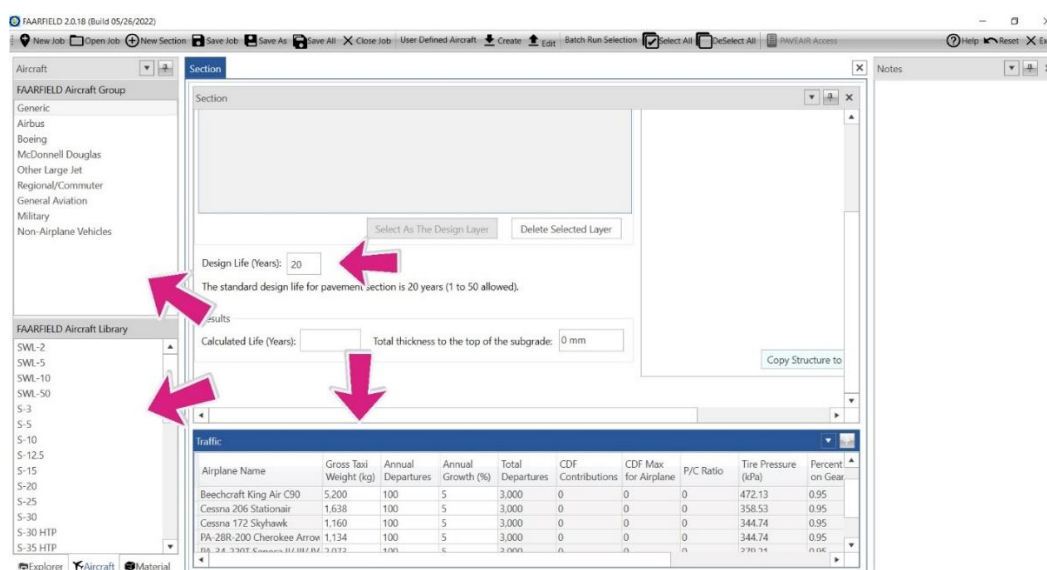 FAARFIELD 2.0.18 (Build 05/26/2022)
New Job Open Job New Section Save Job Save As Save All Close Job User Defined Aircraft Create Edit Batch Run Selection Select All DeSelect All PAVEAIR Access Help Reset
Aircraft
FAARFIELD Aircraft Group
Generic
Airbus
Boeing
McDonnell Douglas
Other Large Jet
Regional/Commuter
General Aviation
Military
Non-Airplane Vehicles
FAARFIELD Aircraft Library
SWL-2
SWL-5
SWL-10
SWL-50
S-3
S-5
S-10
S-12.5
S-15
S-20
S-25
S-30
S-30 HTP
S-35 HTP
Explorer Aircraft Material
Section
Section
Select As The Design Layer Delete Selected Layer
Design Life (Years): 20
The standard design life for pavement section is 20 years (1 to 50 allowed).
Results
Calculated Life (Years): Total thickness to the top of the subgrade: 0 mm
Copy Structure to
Traffic
Airplane Name Gross Taxi Weight (kg) Annual Departures Annual Growth (%) Total Departures CDF Contributions CDF Max for Airplane P/C Ratio Tire Pressure (kPa) Percent on Gear
Beechcraft King Air C90 5,200 100 5 3,000 0 0 0 472.13 0.95
Cessna 206 Stationair 1,638 100 5 3,000 0 0 0 358.53 0.95
Cessna 172 Skyhawk 1,160 100 5 3,000 0 0 0 344.74 0.95
PA-28R-200 Cherokee Arrow 1,134 100 5 3,000 0 0 0 344.74 0.95
Notes